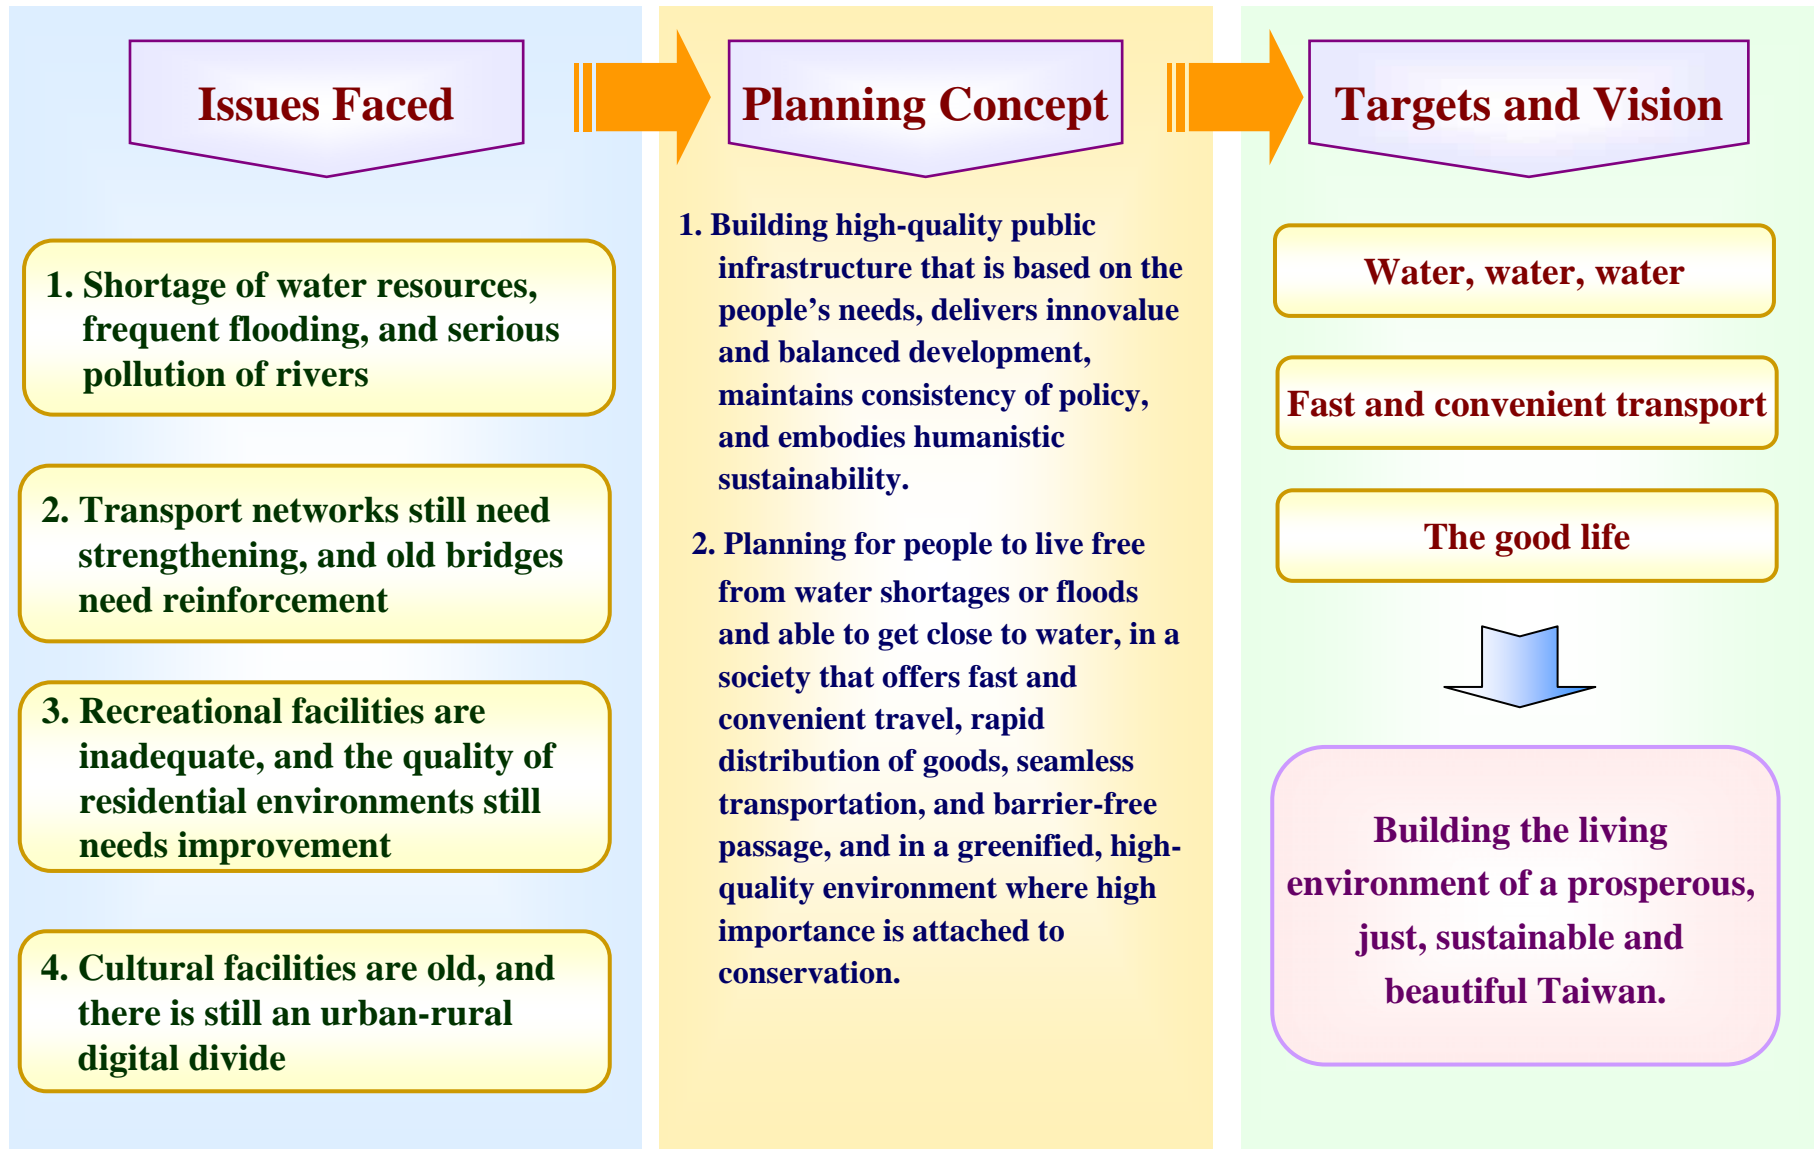 Issues Faced
1. Shortage of water resources,
frequent flooding, and serious
pollution of rivers
2. Transport networks still need
strengthening, and old bridges
need reinforcement
3. Recreational facilities are
inadequate, and the quality of
residential environments still
needs improvement
4. Cultural facilities are old, and
there is still an urban-rural
digital divide
Planning Concept
1. Building high-quality public
infrastructure that is based on the
people’s needs, delivers innovalue
and balanced development,
maintains consistency of policy,
and embodies humanistic
sustainability.
2. Planning for people to live free
from water shortages or floods
and able to get close to water, in a
society that offers fast and
convenient travel, rapid
distribution of goods, seamless
transportation, and barrier-free
passage, and in a greenified, high-
quality environment where high
importance is attached to
conservation.
Targets and Vision
Water, water, water
Fast and convenient transport
The good life
Building the living
environment of a prosperous,
just, sustainable and
beautiful Taiwan.